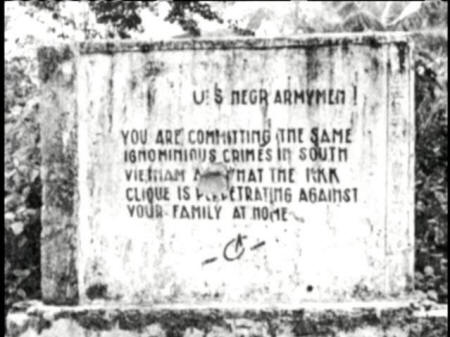 U.S NEGR ARMYMEN!
YOU ARE COMMITTING THE SAME
IGNOMINIOUS CRIMES IN SOUTH
VIETNAM THAT THE KKK
CLIQUE IS PERPETRATING AGAINST
YOUR FAMILY AT HOME